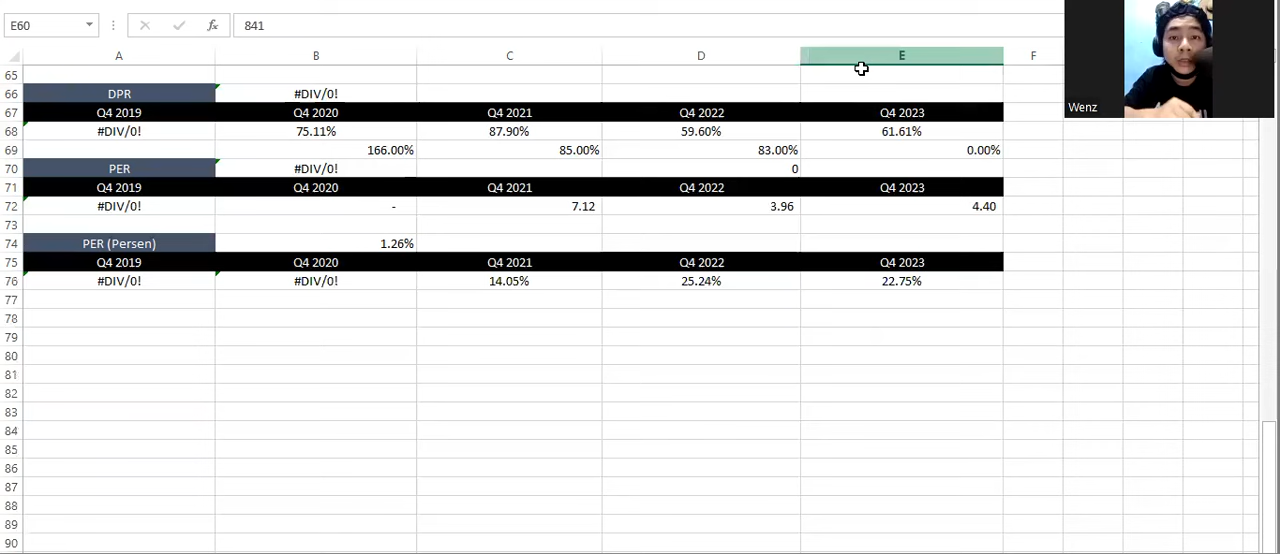 E60 fx 841
A B C D E F
65
66 DPR #DIV/0!
67 Q4 2019 Q4 2020 Q4 2021 Q4 2022 Q4 2023
68 #DIV/0! 75.11% 87.90% 59.60% 61.61%
69 166.00% 85.00% 83.00% 0.00%
70 PER #DIV/0! 0
71 Q4 2019 Q4 2020 Q4 2021 Q4 2022 Q4 2023
72 #DIV/0! - 7.12 3.96 4.40
73
74 PER (Persen) 1.26%
75 Q4 2019 Q4 2020 Q4 2021 Q4 2022 Q4 2023
76 #DIV/0! #DIV/0! 14.05% 25.24% 22.75%
77
78
79
80
81
82
83
84
85
86
87
88
89
90
Wenz